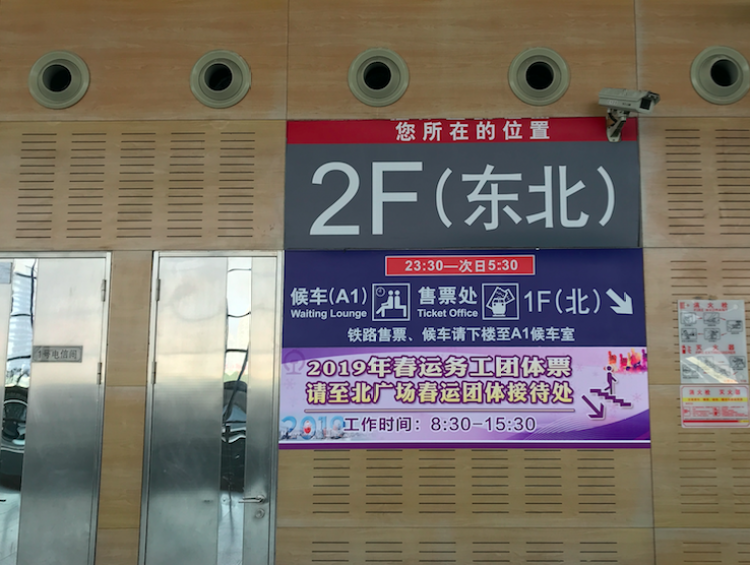 您所在的位置
2F(东北)
23:30—次日5:30
候车(A1) 售票处 1F(北)
Waiting Lounge Ticket Office
铁路售票、候车请下楼至A1候车室
2019年春运务工团体票
请至北广场春运团体接待处
2019 工作时间：8:30-15:30